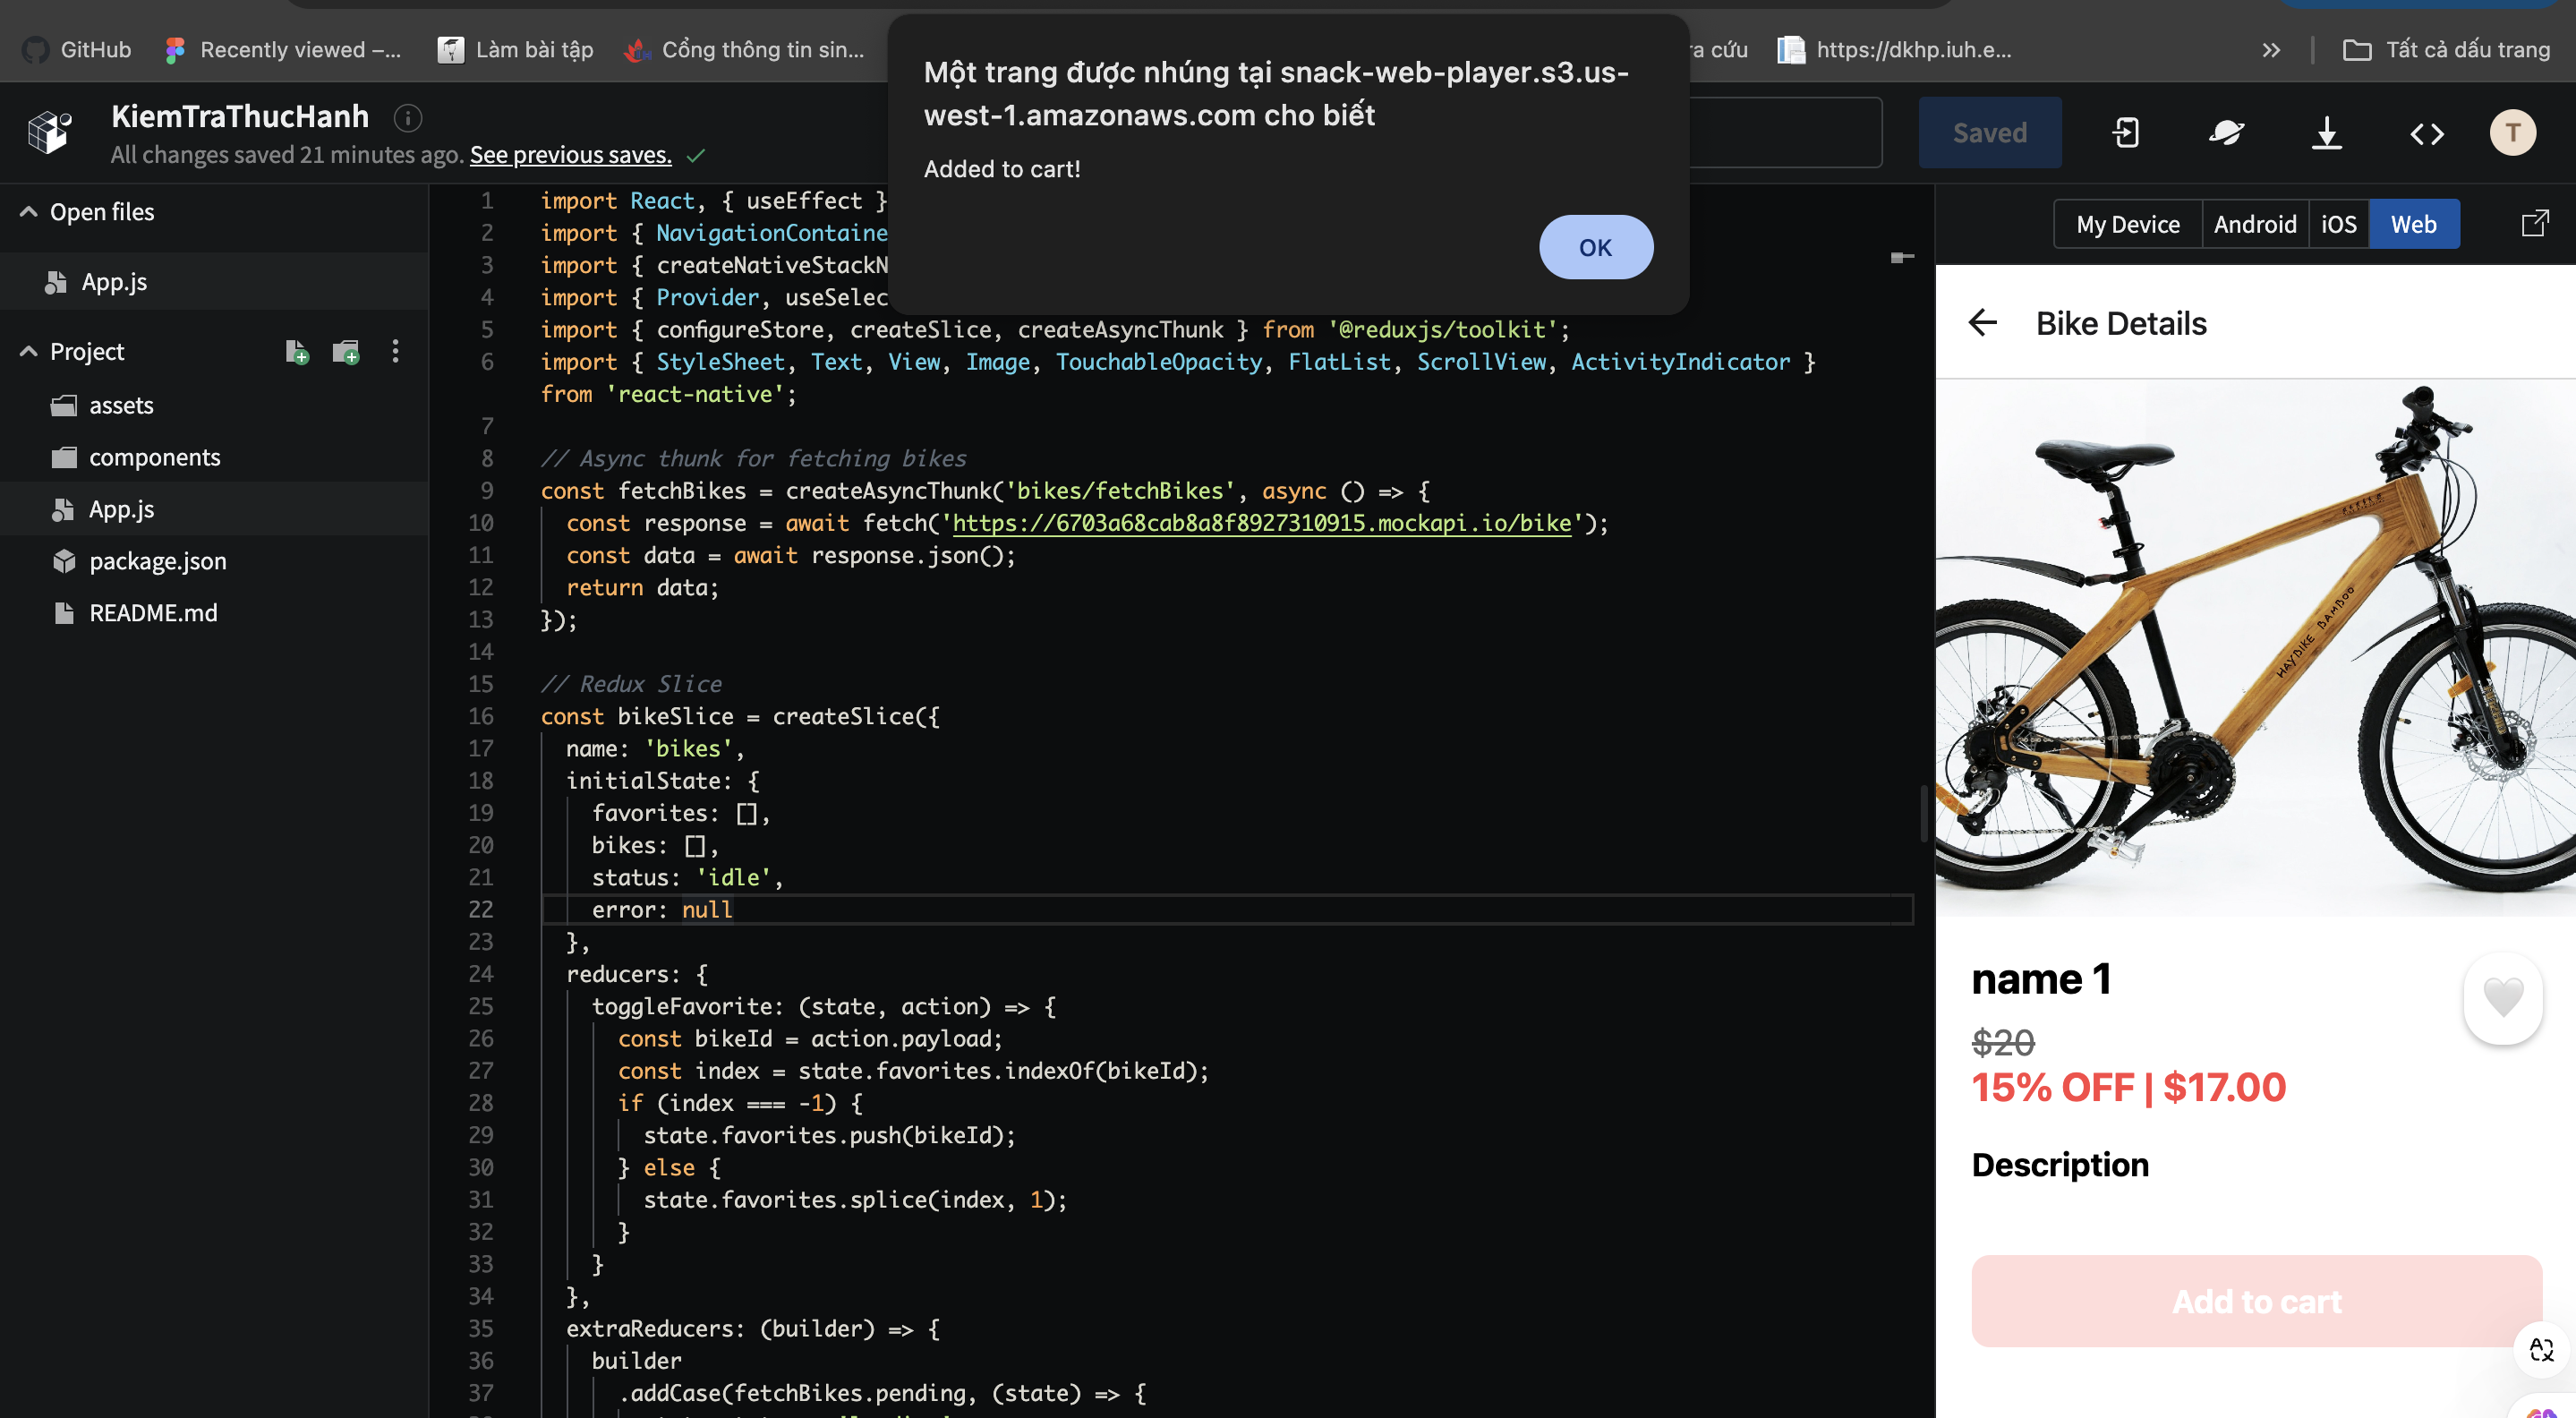 GitHub
Recently viewed –...
Làm bài tập
Cổng thông tin sin...
ra cứu
https://dkhp.iuh.e...
»
Tất cả dấu trang
Một trang được nhúng tại snack-web-player.s3.us-
west-1.amazonaws.com cho biết
Added to cart!
OK
KiemTraThucHanh
All changes saved 21 minutes ago. See previous saves.
Saved
T
Open files
App.js
Project
assets
components
App.js
package.json
README.md
1 import React, { useEffect }
2 import { NavigationContaine
3 import { createNativeStackN
4 import { Provider, useSelec
5 import { configureStore, createSlice, createAsyncThunk } from '@reduxjs/toolkit';
6 import { StyleSheet, Text, View, Image, TouchableOpacity, FlatList, ScrollView, ActivityIndicator }
from 'react-native';
7
8 // Async thunk for fetching bikes
9 const fetchBikes = createAsyncThunk('bikes/fetchBikes', async () => {
10 const response = await fetch('https://6703a68cab8a8f8927310915.mockapi.io/bike');
11 const data = await response.json();
12 return data;
13 });
14
15 // Redux Slice
16 const bikeSlice = createSlice({
17 name: 'bikes',
18 initialState: {
19 favorites: [],
20 bikes: [],
21 status: 'idle',
22 error: null
23 },
24 reducers: {
25 toggleFavorite: (state, action) => {
26 const bikeId = action.payload;
27 const index = state.favorites.indexOf(bikeId);
28 if (index === -1) {
29 state.favorites.push(bikeId);
30 } else {
31 state.favorites.splice(index, 1);
32 }
33 }
34 },
35 extraReducers: (builder) => {
36 builder
37 .addCase(fetchBikes.pending, (state) => {
My Device
Android
iOS
Web
Bike Details
HAYBIKE BAMBOO
name 1
$20
15% OFF | $17.00
Description
Add to cart